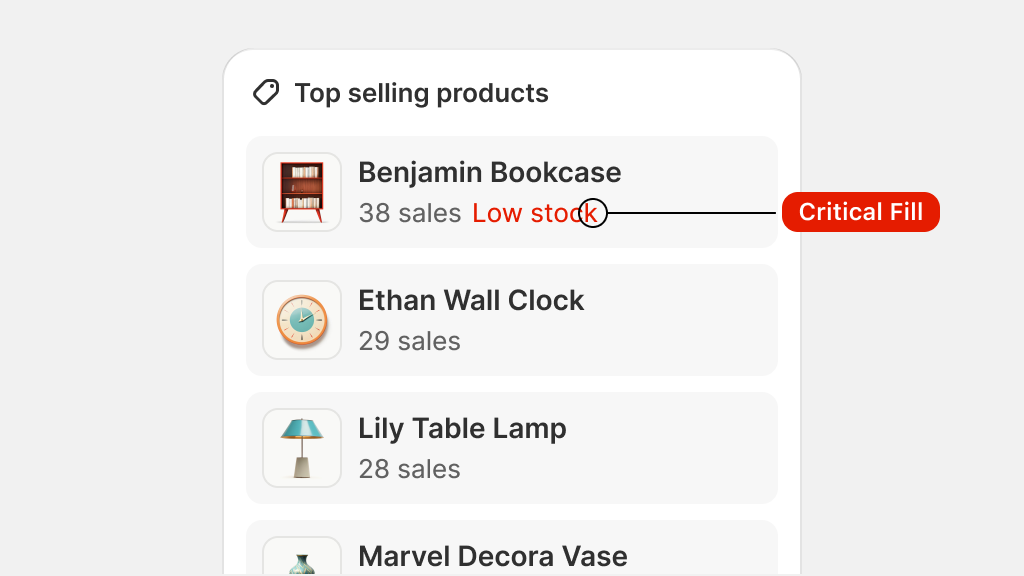 Top selling products
Benjamin Bookcase
38 sales Low stock
Critical Fill
Ethan Wall Clock
29 sales
Lily Table Lamp
28 sales
Marvel Decora Vase